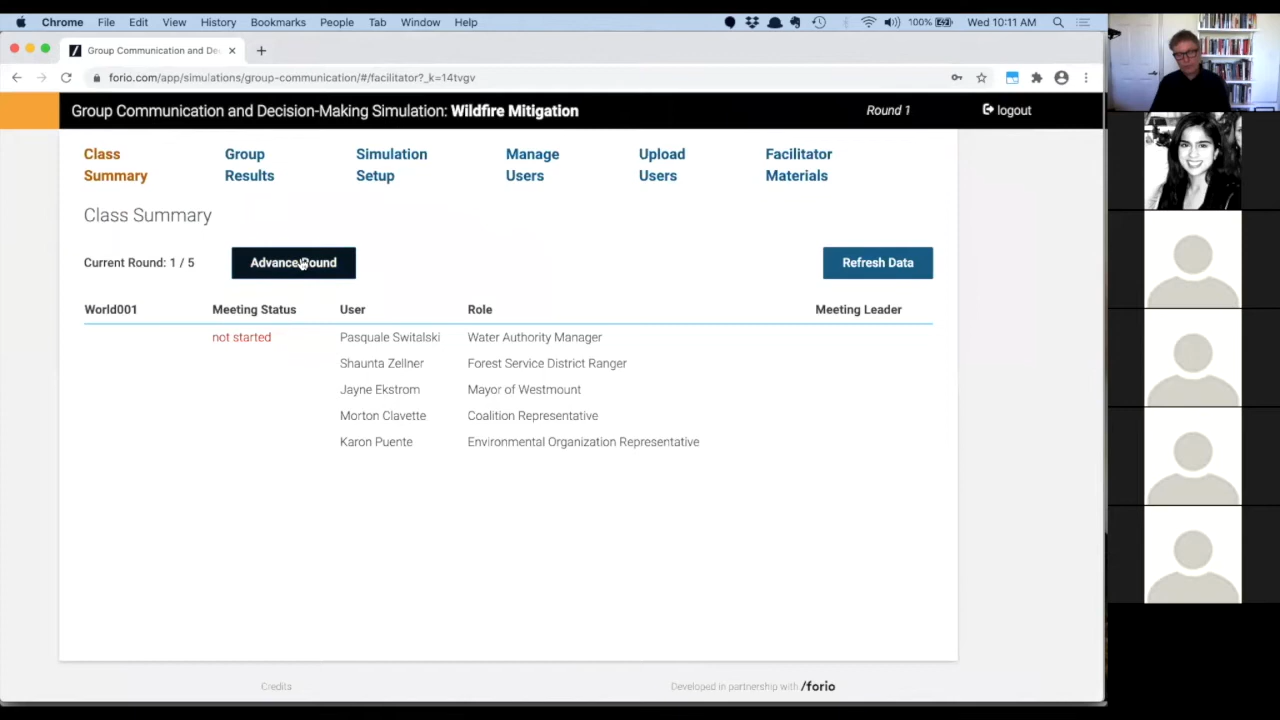 Chrome File Edit View History Bookmarks People Tab Window Help 100% Wed 10:11 AM
Group Communication and Dec
forio.com/app/simulations/group-communication/#/facilitator?_k=14tvgv
Group Communication and Decision-Making Simulation: Wildfire Mitigation Round 1 logout
Class Summary Group Results Simulation Setup Manage Users Upload Users Facilitator Materials
Class Summary
Current Round: 1 / 5 Advance Round Refresh Data
World001 Meeting Status User Role Meeting Leader
not started Pasquale Switalski Water Authority Manager
Shaunta Zellner Forest Service District Ranger
Jayne Ekstrom Mayor of Westmount
Morton Clavette Coalition Representative
Karon Puente Environmental Organization Representative
Credits Developed in partnership with /forio